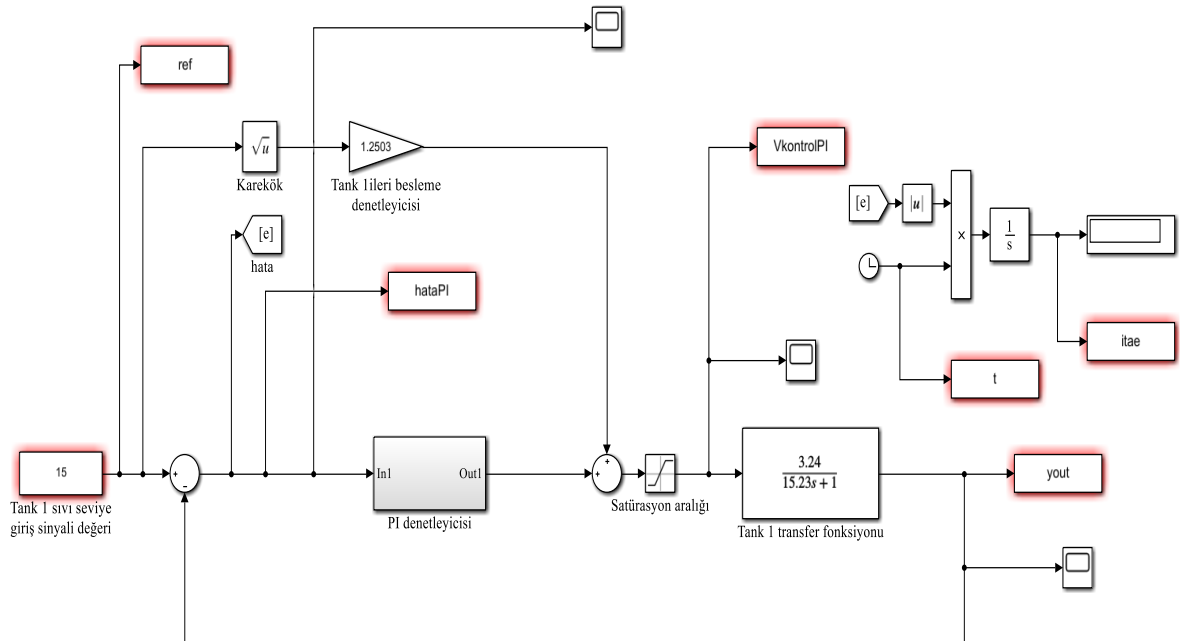 ref
√u
Karekök
1.2503
Tank 1ileri besleme
denetleyicisi
[e]
hata
hataPI
VkontrolPI
[e]
|u|
×
1
s
itae
t
15
Tank 1 sıvı seviye
giriş sinyali değeri
+
-
In1
Out1
PI denetleyicisi
+
+
Satürasyon aralığı
3.24
15.23s + 1
Tank 1 transfer fonksiyonu
yout